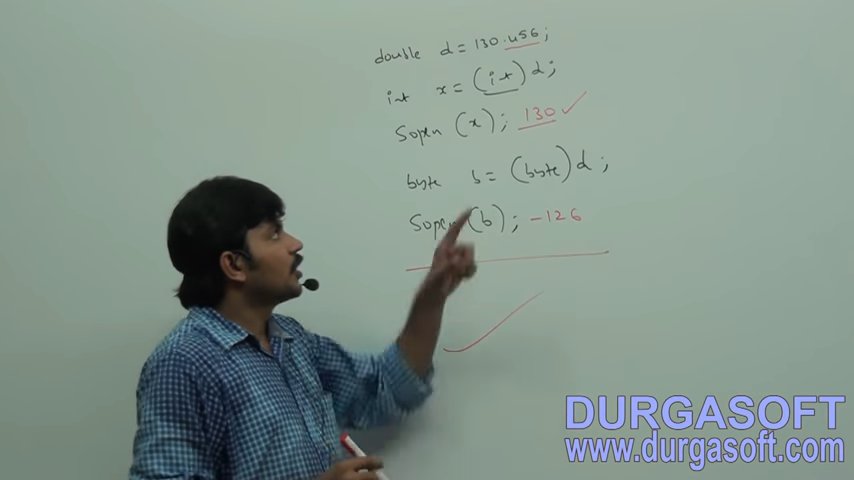 double d = 130.456;
int x = (int) d;
Sopln (x); 130
byte b = (byte) d;
Sopln (b); -126
DURGASOFT
www.durgasoft.com